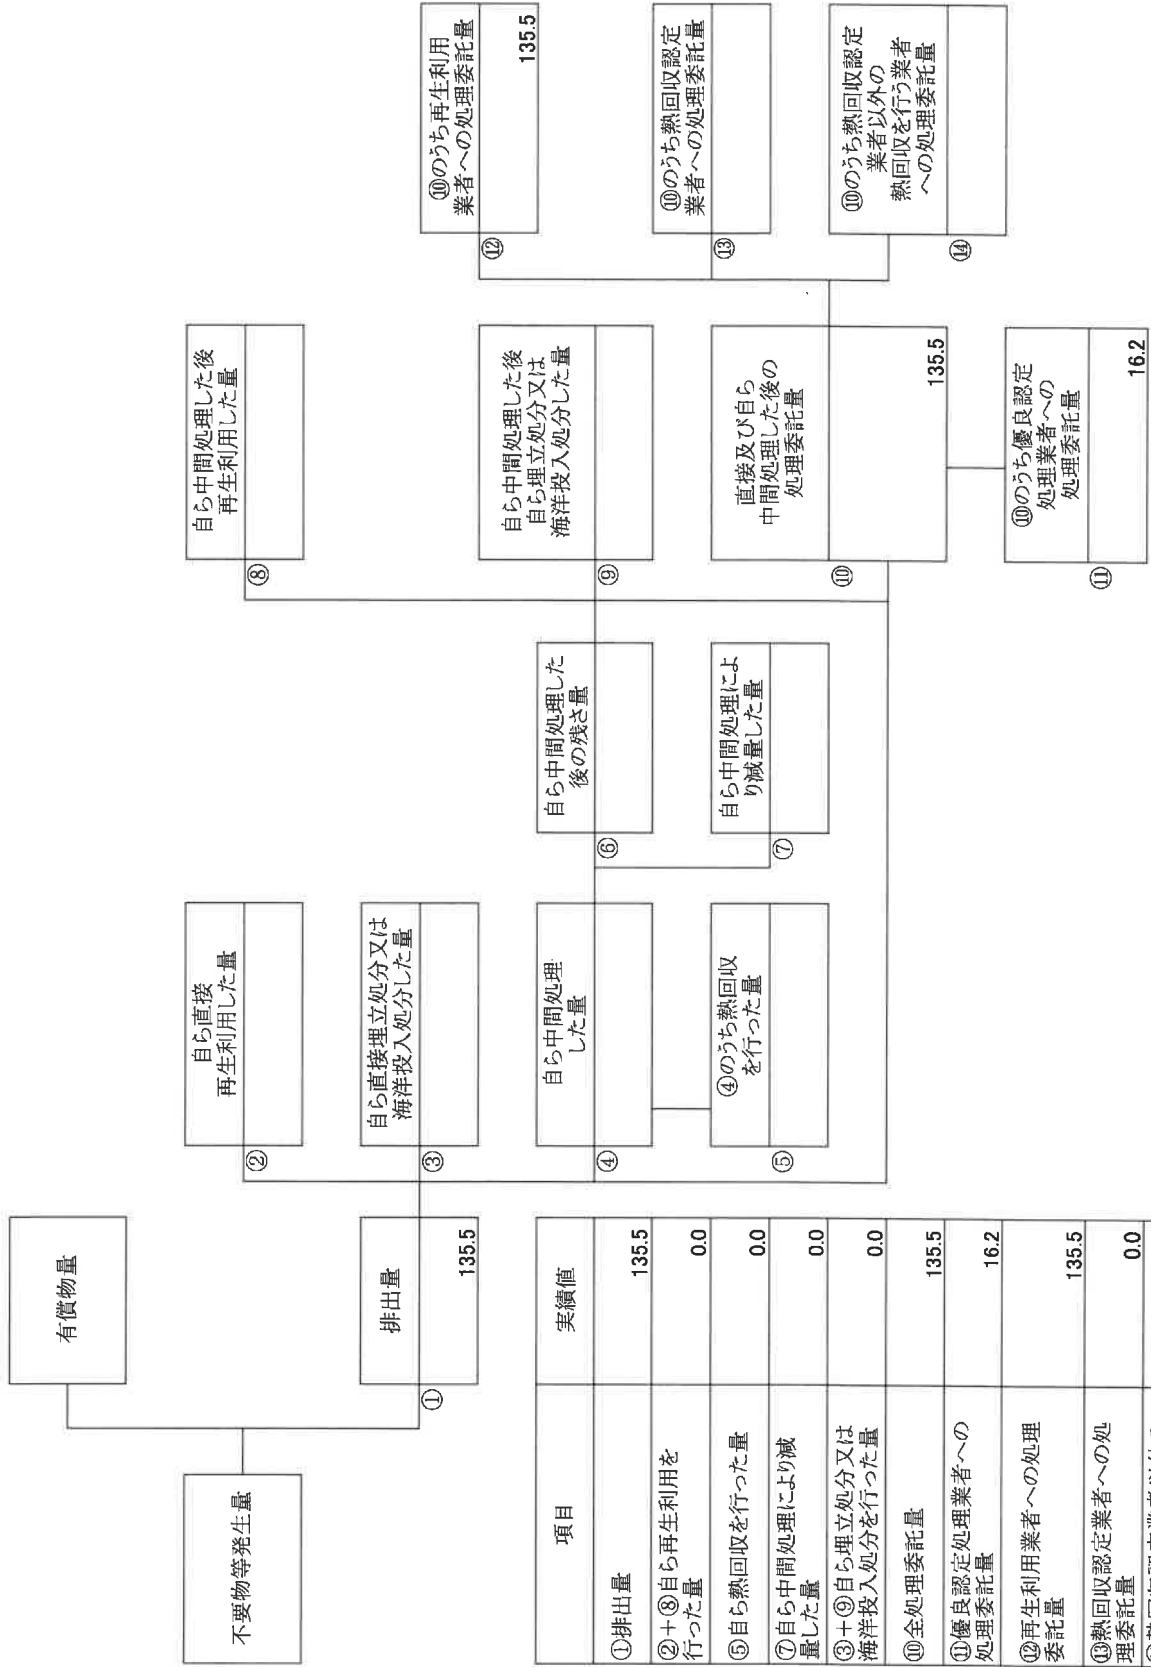 不要物等発生量
有償物量
①
排出量
135.5
②
自ら直接
再生利用した量
③
自ら直接埋立処分又は
海洋投入処分した量
④
自ら中間処理
した量
⑤
④のうち熱回収
を行った量
⑥
自ら中間処理した
後の残さ量
⑦
自ら中間処理によ
り減量した量
⑧
自ら中間処理した後
再生利用した量
⑨
自ら中間処理した後
自ら埋立処分又は
海洋投入処分した量
⑩
直接及び自ら
中間処理した後の
処理委託量
135.5
⑪
⑩のうち優良認定
処理業者への
処理委託量
16.2
⑫
⑩のうち再生利用
業者への処理委託量
135.5
⑬
⑩のうち熱回収認定
業者への処理委託量
⑭
⑩のうち熱回収認定
業者以外の
熱回収を行う業者
への処理委託量
項目
実績値
①排出量
135.5
②+⑧自ら再生利用を
行った量
0.0
⑤自ら熱回収を行った量
0.0
⑦自ら中間処理により減
量した量
0.0
③+⑨自ら埋立処分又は
海洋投入処分を行った量
0.0
⑩全処理委託量
135.5
⑪優良認定処理業者への
処理委託量
16.2
⑫再生利用業者への処理
委託量
135.5
⑬熱回収認定業者への処
理委託量
0.0